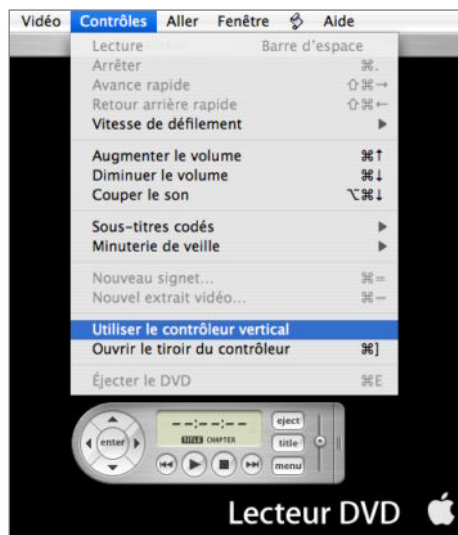 Vidéo Contrôles Aller Fenêtre Aide
Lecture Barre d'espace
Arrêter ⌘.
Avance rapide ⇧⌘→
Retour arrière rapide ⇧⌘←
Vitesse de défilement ▶
Augmenter le volume ⌘↑
Diminuer le volume ⌘↓
Couper le son ⌥⌘↓
Sous-titres codés ▶
Minuterie de veille ▶
Nouveau signet... ⌘=
Nouvel extrait vidéo... ⌘−
Utiliser le contrôleur vertical
Ouvrir le tiroir du contrôleur ⌘]
Éjecter le DVD ⌘E
--:--:-- eject
enter TITLE CHAPTER title
menu
Lecteur DVD